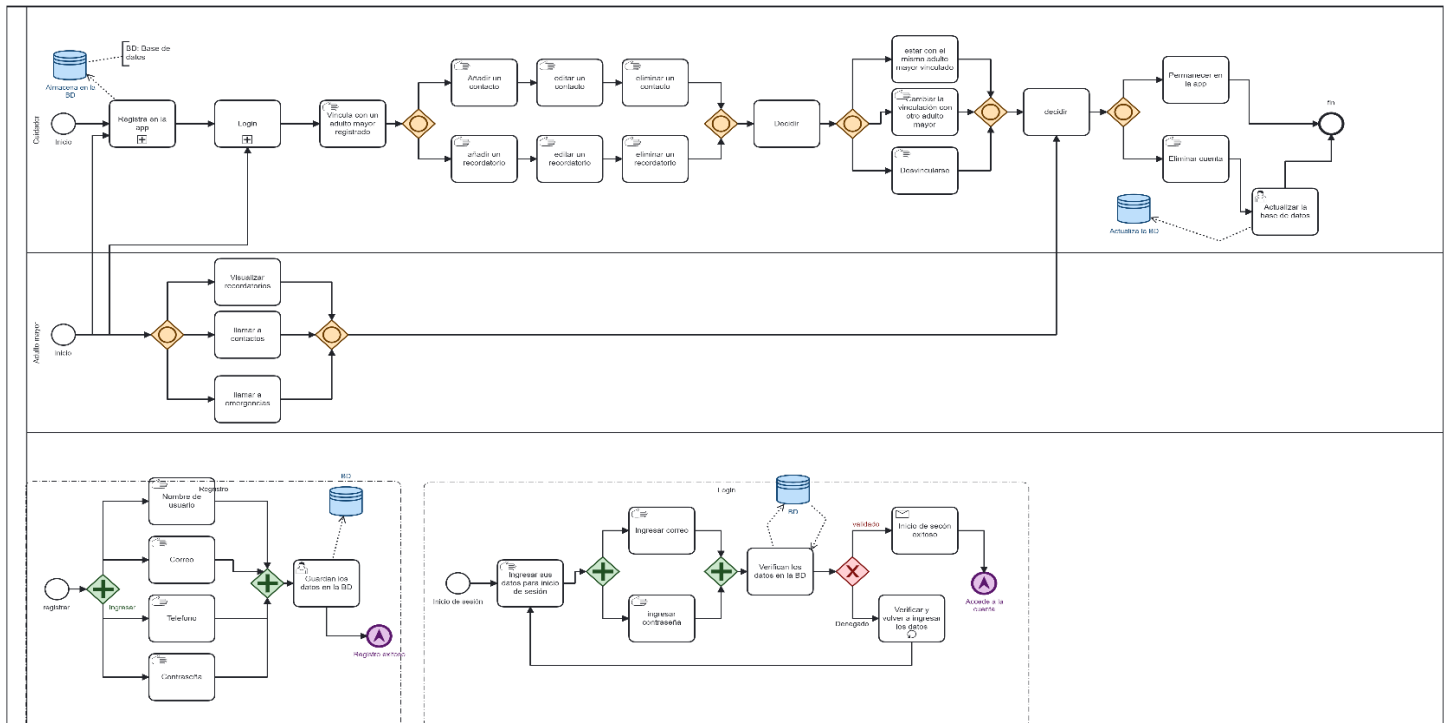 Cuidador
BD: Base de
datos
Almacena en la
BD
Inicio
Registra en la
app
Login
Vincula con un
adulto mayor
registrado
Añadir un
contacto
editar un
contacto
eliminar un
contacto
añadir un
recordatorio
editar un
recordatorio
eliminar un
recordatorio
Decidir
estar con el
mismo adulto
mayor vinculado
Cambiar la
vinculación con
otro adulto
mayor
Desvincularse
decidir
Permanecer en
la app
Eliminar cuenta
fin
Actualizar la
base de datos
Actualiza la BD
Adulto mayor
Inicio
Visualizar
recordatorios
llamar a
contactos
llamar a
emergencias
Registro
registrar
Ingresar
Nombre de
usuario
Correo
Telefono
Contraseña
BD
Guardan los
datos en la BD
Registro exitoso
Login
Inicio de sesión
Ingresar sus
datos para inicio
de sesión
Ingresar correo
ingresar
contraseña
BD
Verifican los
datos en la BD
validado
Denegado
Inicio de seción
exitoso
Accede a la
cuenta
Verificar y
volver a ingresar
los datos